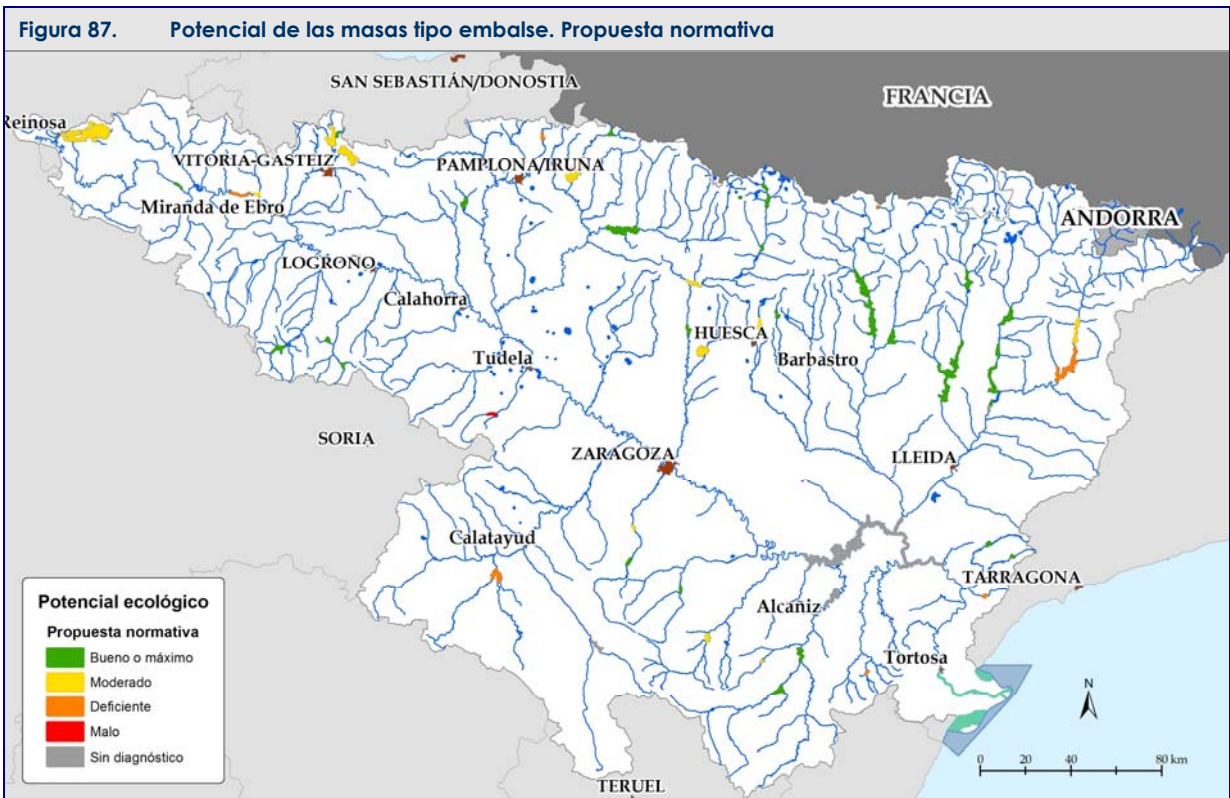 Figura 87. Potencial de las masas tipo embalse. Propuesta normativa
SAN SEBASTIÁN/DONOSTIA
FRANCIA
Reinosa
VITORIA-GASTEIZ
PAMPLONA/IRUÑA
Miranda de Ebro
ANDORRA
LOGROÑO
Calahorra
HUESCA
Tudela
Barbastro
SORIA
ZARAGOZA
LLEIDA
Calatayud
TARRAGONA
Alcañiz
Tortosa
TERUEL
Potencial ecológico
Propuesta normativa
Bueno o máximo
Moderado
Deficiente
Malo
Sin diagnóstico
N
0 20 40 80 km